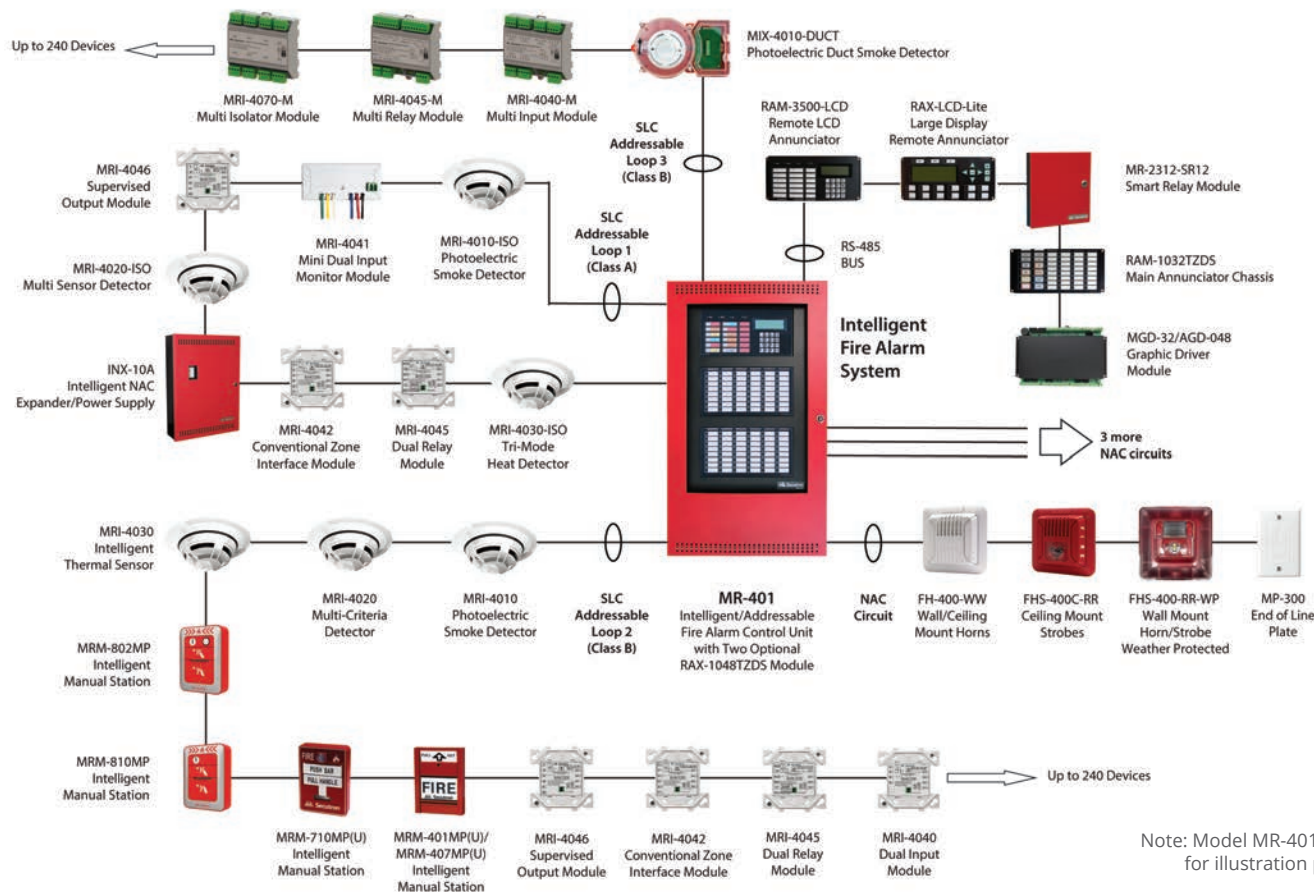 Up to 240 Devices
MRI-4070-M
Multi Isolator Module
MRI-4045-M
Multi Relay Module
MRI-4040-M
Multi Input Module
MIX-4010-DUCT
Photoelectric Duct Smoke Detector
SLC
Addressable
Loop 3
(Class B)
RAM-3500-LCD
Remote LCD
Annunciator
RAX-LCD-Lite
Large Display
Remote Annunciator
MR-2312-SR12
Smart Relay Module
RS-485
BUS
RAM-1032TZDS
Main Annunciator Chassis
MGD-32/AGD-048
Graphic Driver
Module
MRI-4046
Supervised
Output Module
MRI-4041
Mini Dual Input
Monitor Module
MRI-4010-ISO
Photoelectric
Smoke Detector
SLC
Addressable
Loop 1
(Class A)
MRI-4020-ISO
Multi Sensor Detector
INX-10A
Intelligent NAC
Expander/Power Supply
MRI-4042
Conventional Zone
Interface Module
MRI-4045
Dual Relay
Module
MRI-4030-ISO
Tri-Mode
Heat Detector
Intelligent
Fire Alarm
System
3 more
NAC circuits
MRI-4030
Intelligent
Thermal Sensor
MRI-4020
Multi-Criteria
Detector
MRI-4010
Photoelectric
Smoke Detector
SLC
Addressable
Loop 2
(Class B)
MR-401
Intelligent/Addressable
Fire Alarm Control Unit
with Two Optional
RAX-1048TZDS Module
NAC
Circuit
FH-400-WW
Wall/Ceiling
Mount Horns
FHS-400C-RR
Ceiling Mount
Strobes
FHS-400-RR-WP
Wall Mount
Horn/Strobe
Weather Protected
MP-300
End of Line
Plate
MRM-802MP
Intelligent
Manual Station
MRM-810MP
Intelligent
Manual Station
FIRE
PUSH BAR
PULL HANDLE
Secutron
FIRE
Secutron
Up to 240 Devices
MRM-710MP(U)
Intelligent
Manual Station
MRM-401MP(U)/
MRM-407MP(U)
Intelligent
Manual Station
MRI-4046
Supervised
Output Module
MRI-4042
Conventional Zone
Interface Module
MRI-4045
Dual Relay
Module
MRI-4040
Dual Input
Module
Note: Model MR-401
for illustration